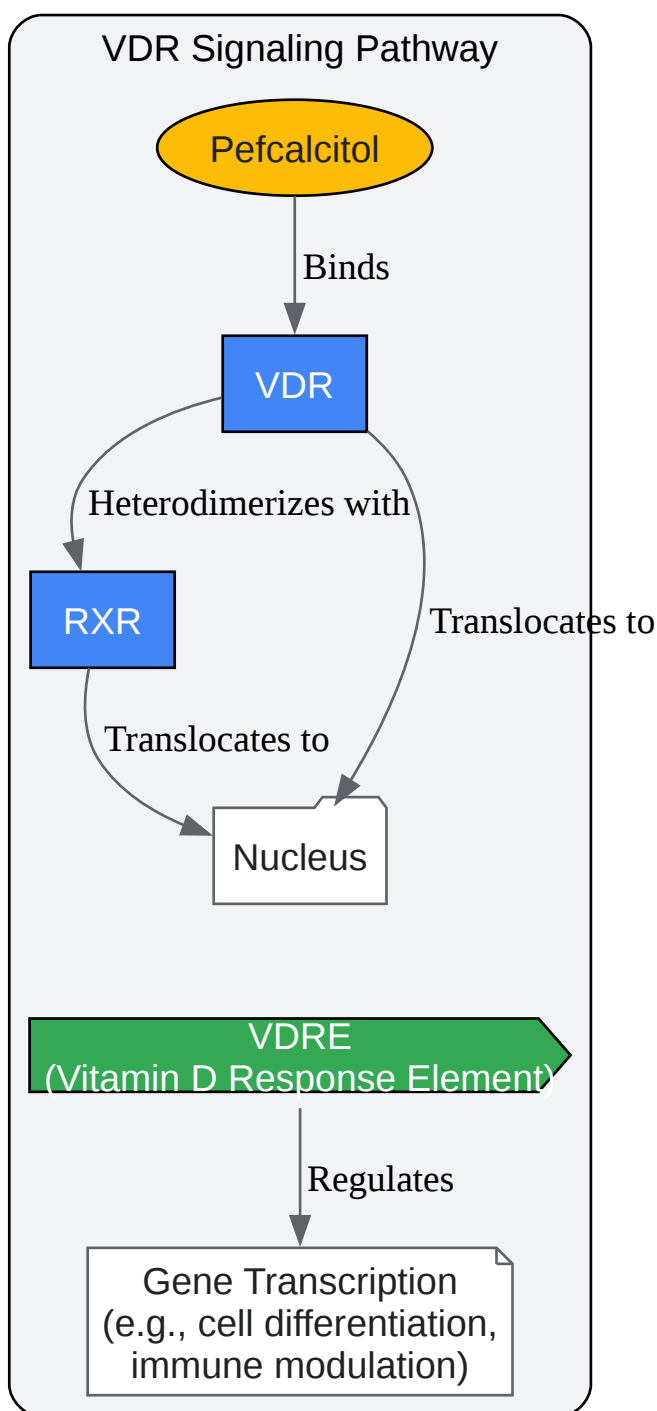 VDR Signaling Pathway
Pefcalcitol
Binds
VDR
Heterodimerizes with
RXR
Translocates to
Translocates to
Nucleus
VDRE
(Vitamin D Response Element)
Regulates
Gene Transcription
(e.g., cell differentiation,
immune modulation)